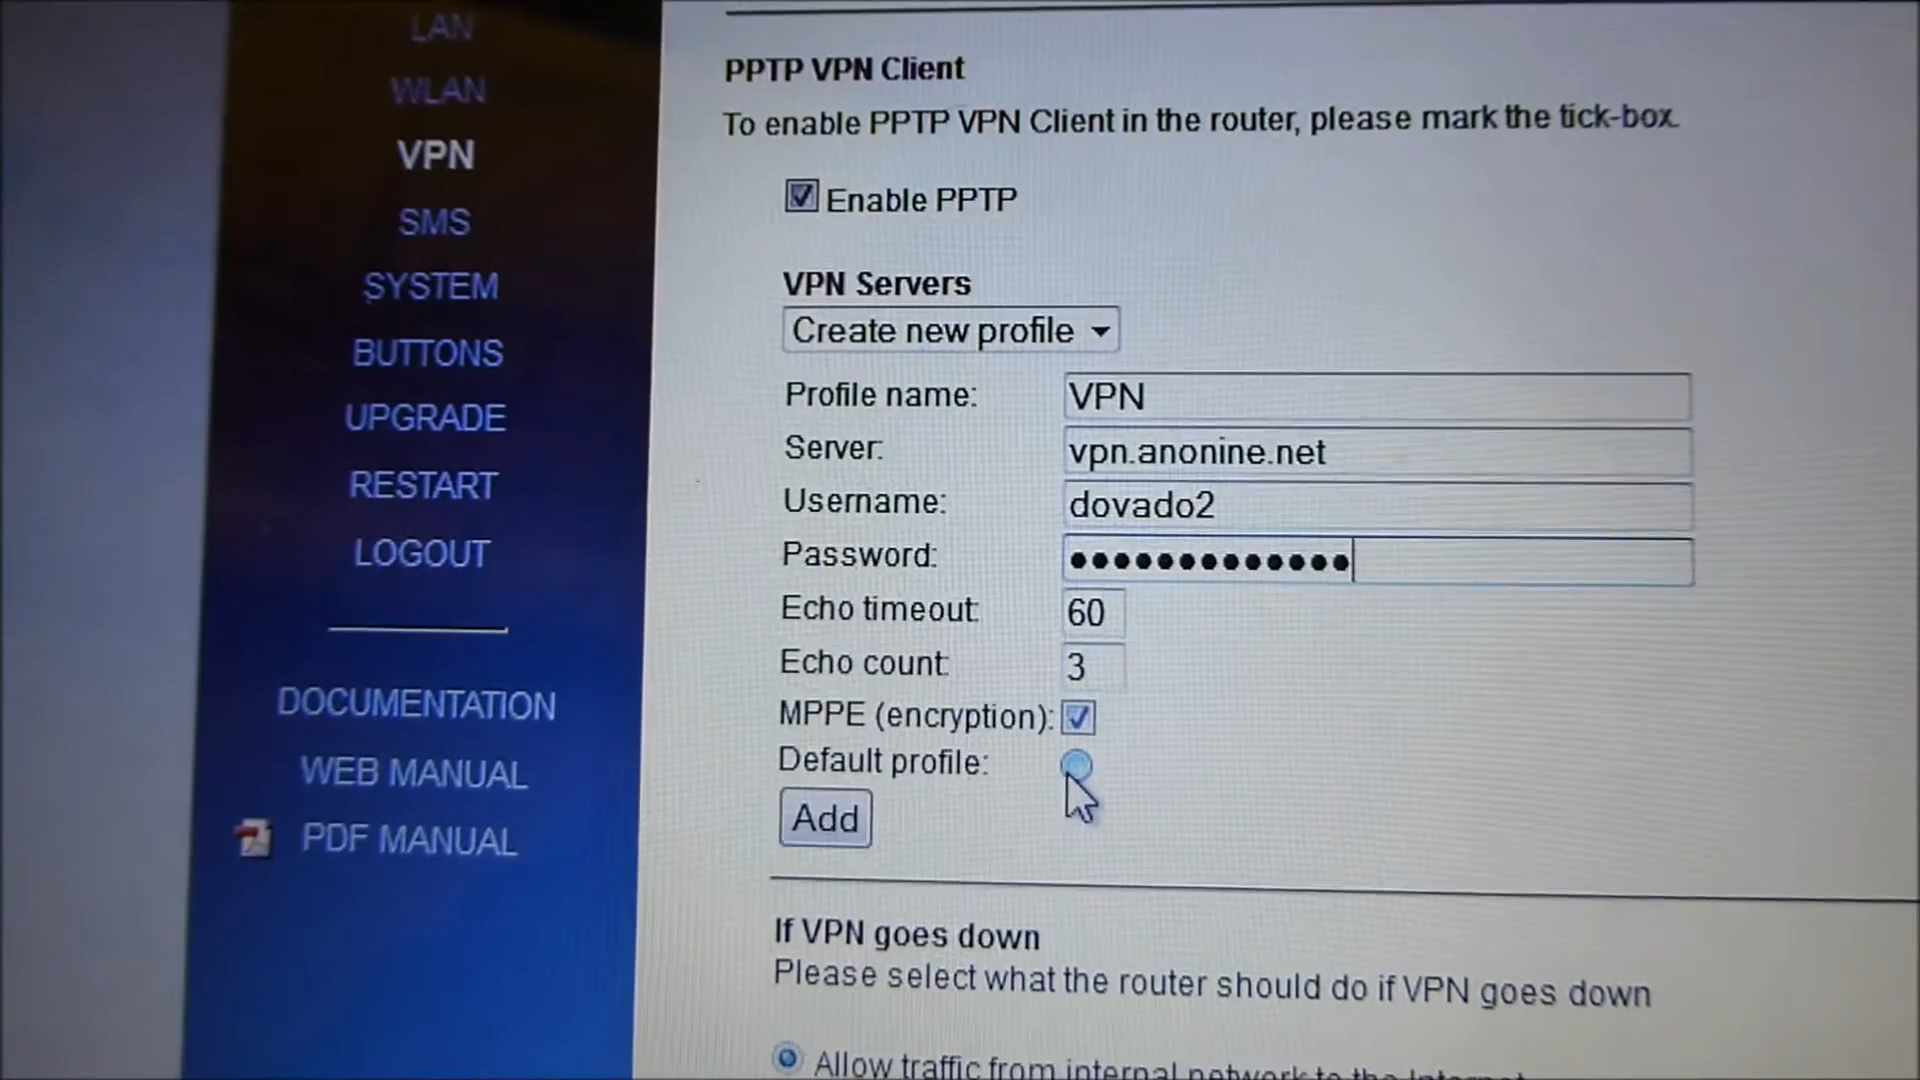 LAN
WLAN
VPN
SMS
SYSTEM
BUTTONS
UPGRADE
RESTART
LOGOUT
DOCUMENTATION
WEB MANUAL
PDF MANUAL
PPTP VPN Client
To enable PPTP VPN Client in the router, please mark the tick-box.
Enable PPTP
VPN Servers
Create new profile
Profile name: VPN
Server: vpn.anonine.net
Username: dovado2
Password: •••••••••••••
Echo timeout: 60
Echo count: 3
MPPE (encryption):
Default profile:
Add
If VPN goes down
Please select what the router should do if VPN goes down
Allow traffic from internal network to the Internet